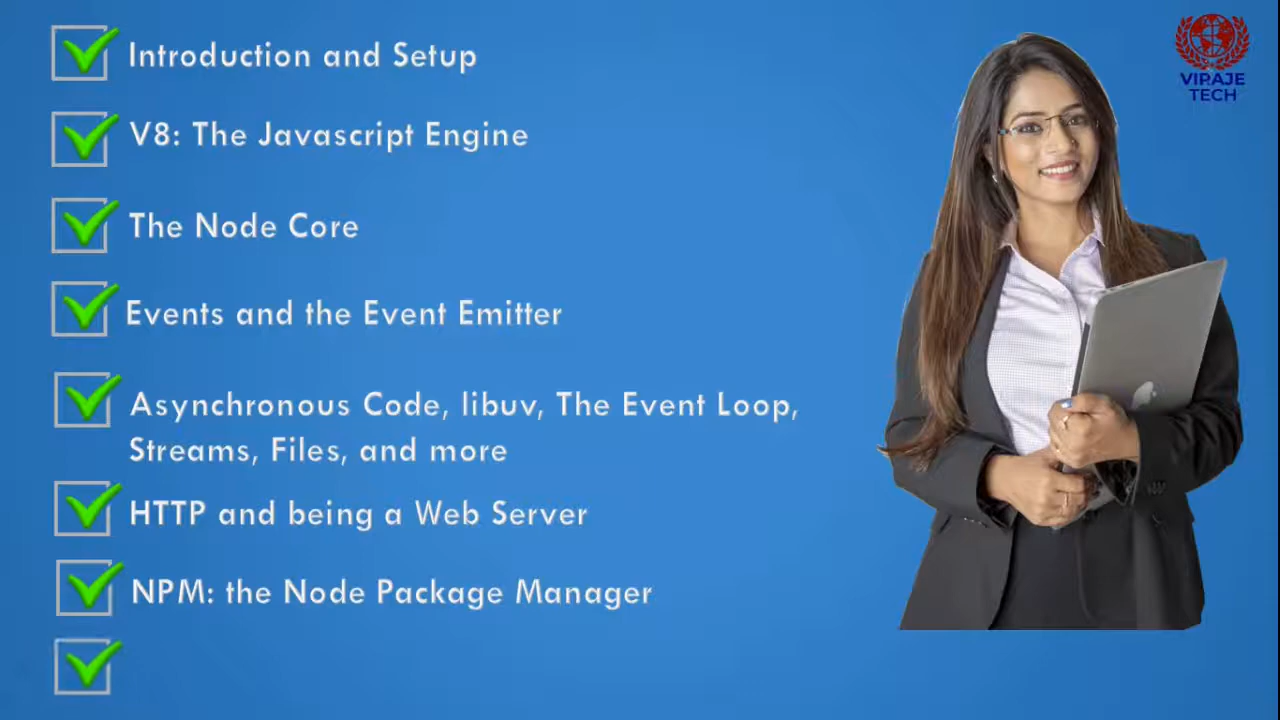 Introduction and Setup
V8: The Javascript Engine
The Node Core
Events and the Event Emitter
Asynchronous Code, libuv, The Event Loop,
Streams, Files, and more
HTTP and being a Web Server
NPM: the Node Package Manager
VIRAJE
TECH